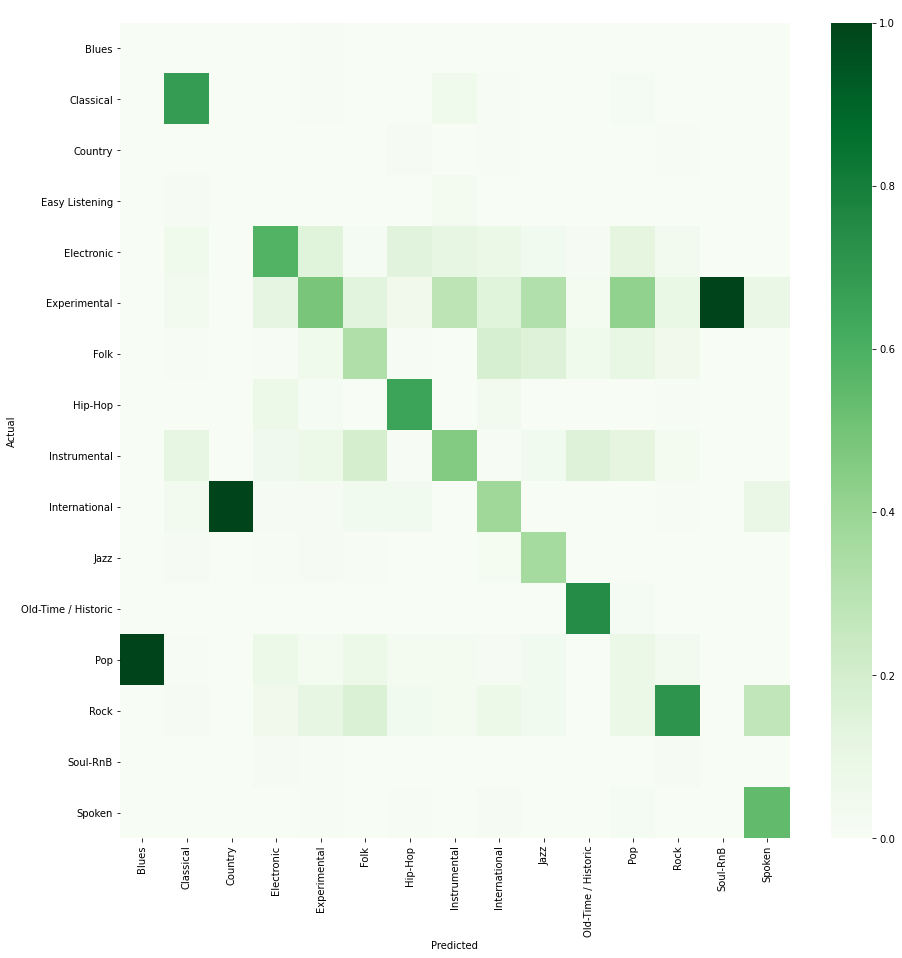 Actual
Blues
Classical
Country
Easy Listening
Electronic
Experimental
Folk
Hip-Hop
Instrumental
International
Jazz
Old-Time / Historic
Pop
Rock
Soul-RnB
Spoken
Blues
Classical
Country
Electronic
Experimental
Folk
Hip-Hop
Instrumental
International
Jazz
Old-Time / Historic
Pop
Rock
Soul-RnB
Spoken
Predicted
1.0
0.8
0.6
0.4
0.2
0.0